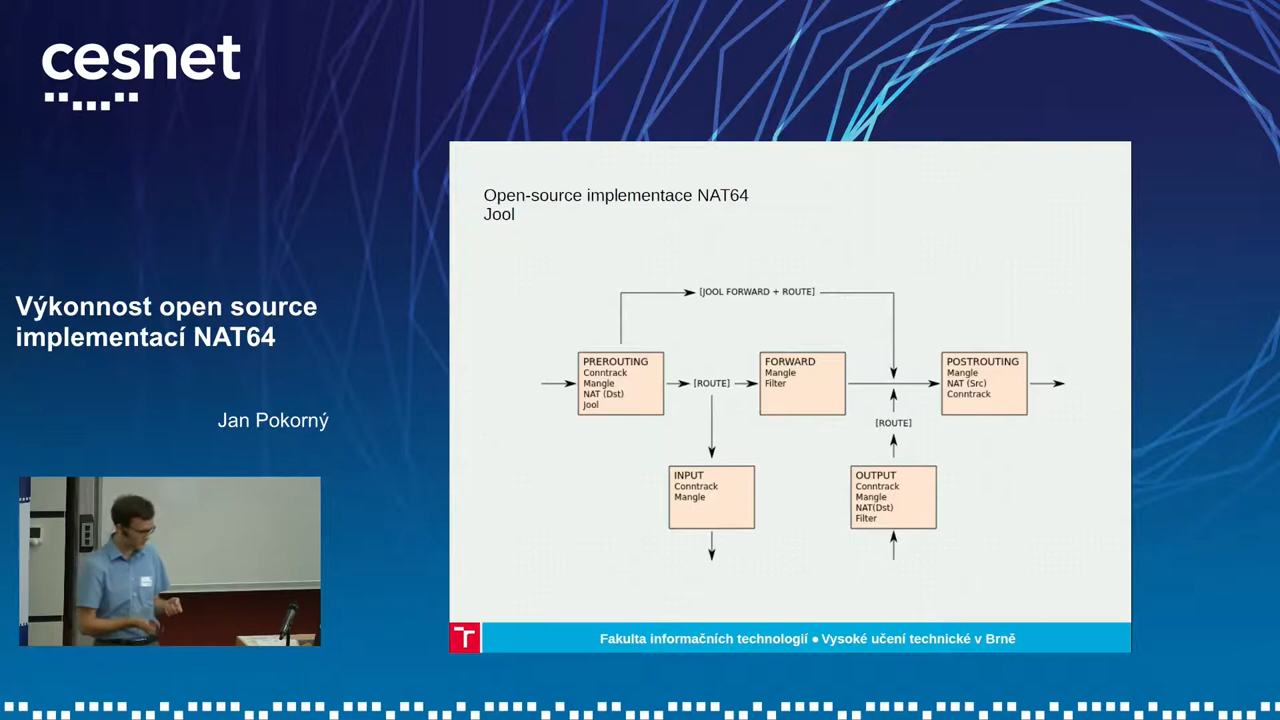 cesnet
Výkonnost open source
implementací NAT64
Jan Pokorný
Open-source implementace NAT64
Jool
[JOOL FORWARD + ROUTE]
PREROUTING
Conntrack
Mangle
NAT (Dst)
Jool
[ROUTE]
FORWARD
Mangle
Filter
POSTROUTING
Mangle
NAT (Src)
Conntrack
[ROUTE]
INPUT
Conntrack
Mangle
OUTPUT
Conntrack
Mangle
NAT(Dst)
Filter
Fakulta informačních technologií ● Vysoké učení technické v Brně